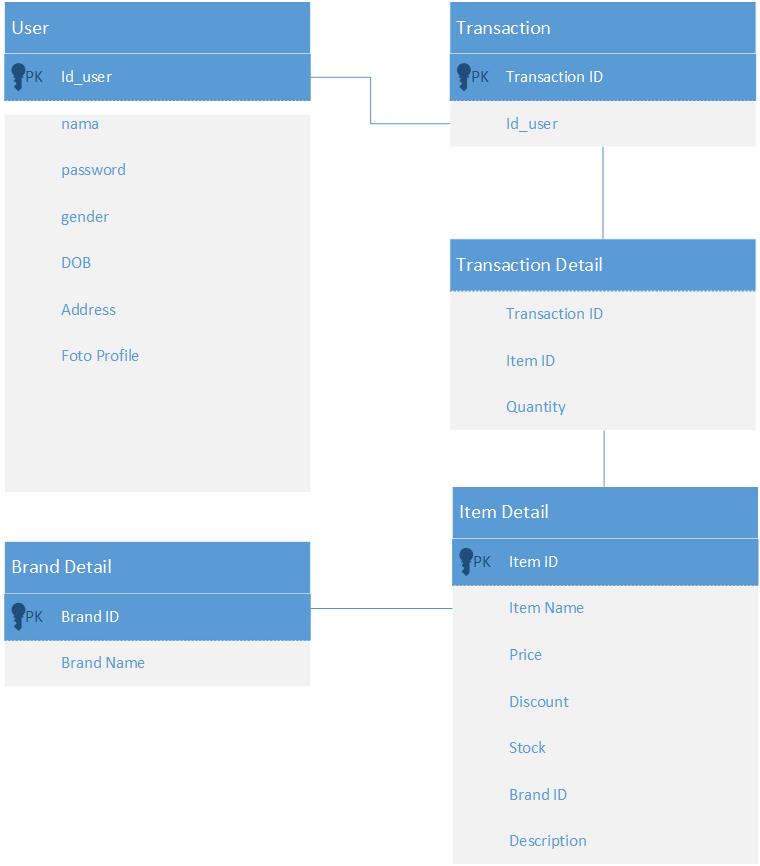 User
PK Id_user
nama
password
gender
DOB
Address
Foto Profile
Transaction
PK Transaction ID
Id_user
Transaction Detail
Transaction ID
Item ID
Quantity
Brand Detail
PK Brand ID
Brand Name
Item Detail
PK Item ID
Item Name
Price
Discount
Stock
Brand ID
Description